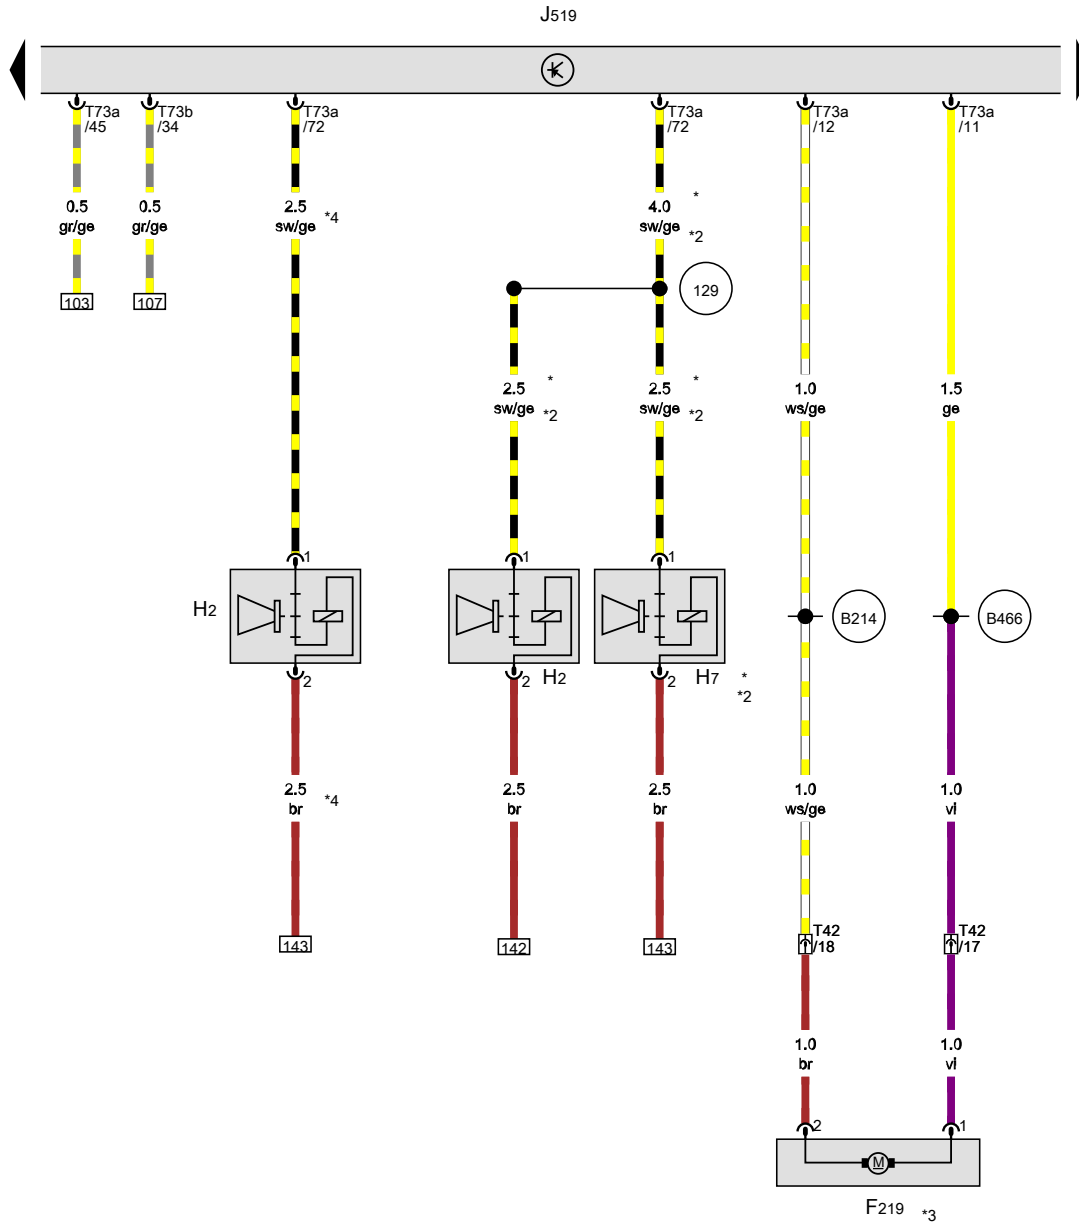 J519
T73a
/45
T73b
/34
T73a
/72
T73a
/72
T73a
/12
T73a
/11
0.5
gr/ge
0.5
gr/ge
2.5
sw/ge
*4
4.0
sw/ge
*
*2
103
107
129
2.5
sw/ge
*
*2
2.5
sw/ge
*
*2
1.0
ws/ge
1.5
ge
1
1
1
H2
B214
B466
2
2
H2
2
H7
*
*2
2.5
br
*4
2.5
br
2.5
br
1.0
ws/ge
1.0
vi
143
142
143
T42
/18
T42
/17
1.0
br
1.0
vi
2
1
M
F219
*3